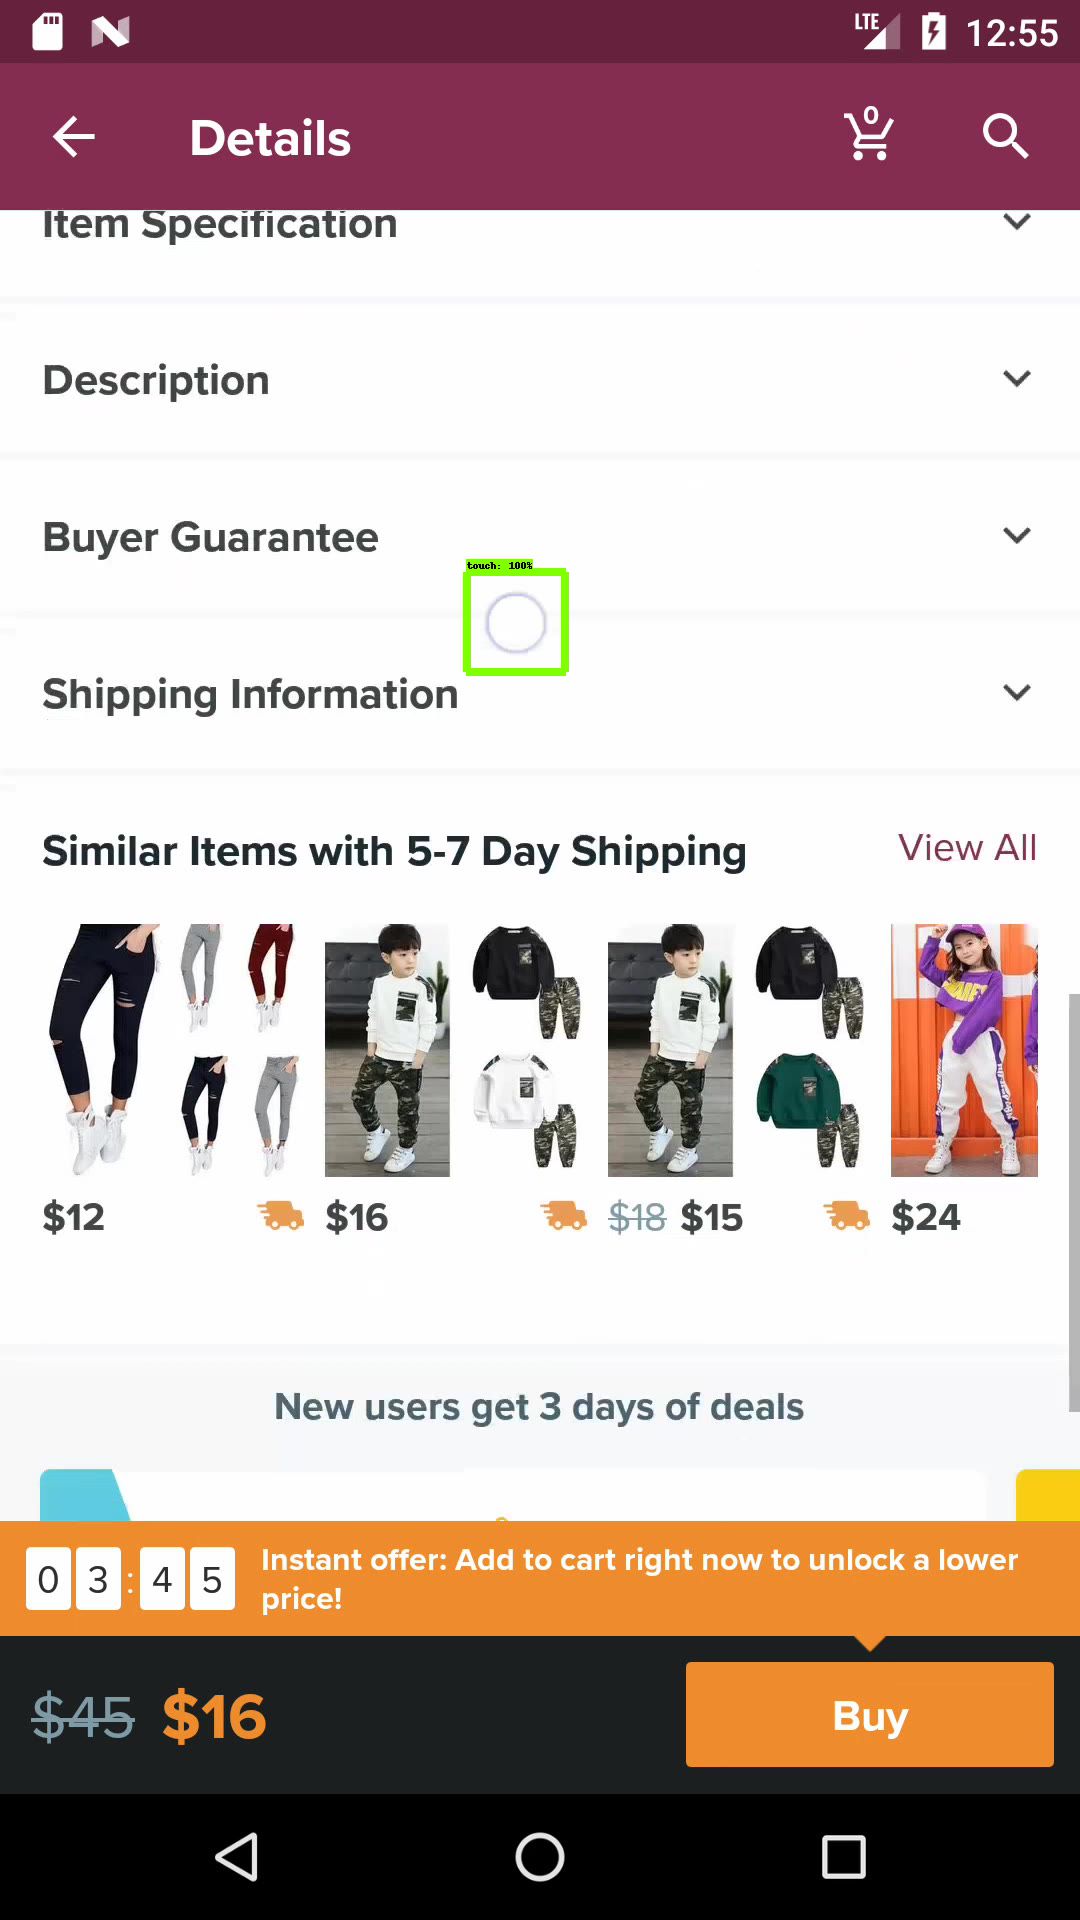 LTE
12:55
Details
0
Item Specification
Description
Buyer Guarantee
touch: 100%
Shipping Information
Similar Items with 5-7 Day Shipping
View All
$12
$16
$18 $15
$24
New users get 3 days of deals
0 3 : 4 5
Instant offer: Add to cart right now to unlock a lower
price!
$45 $16
Buy